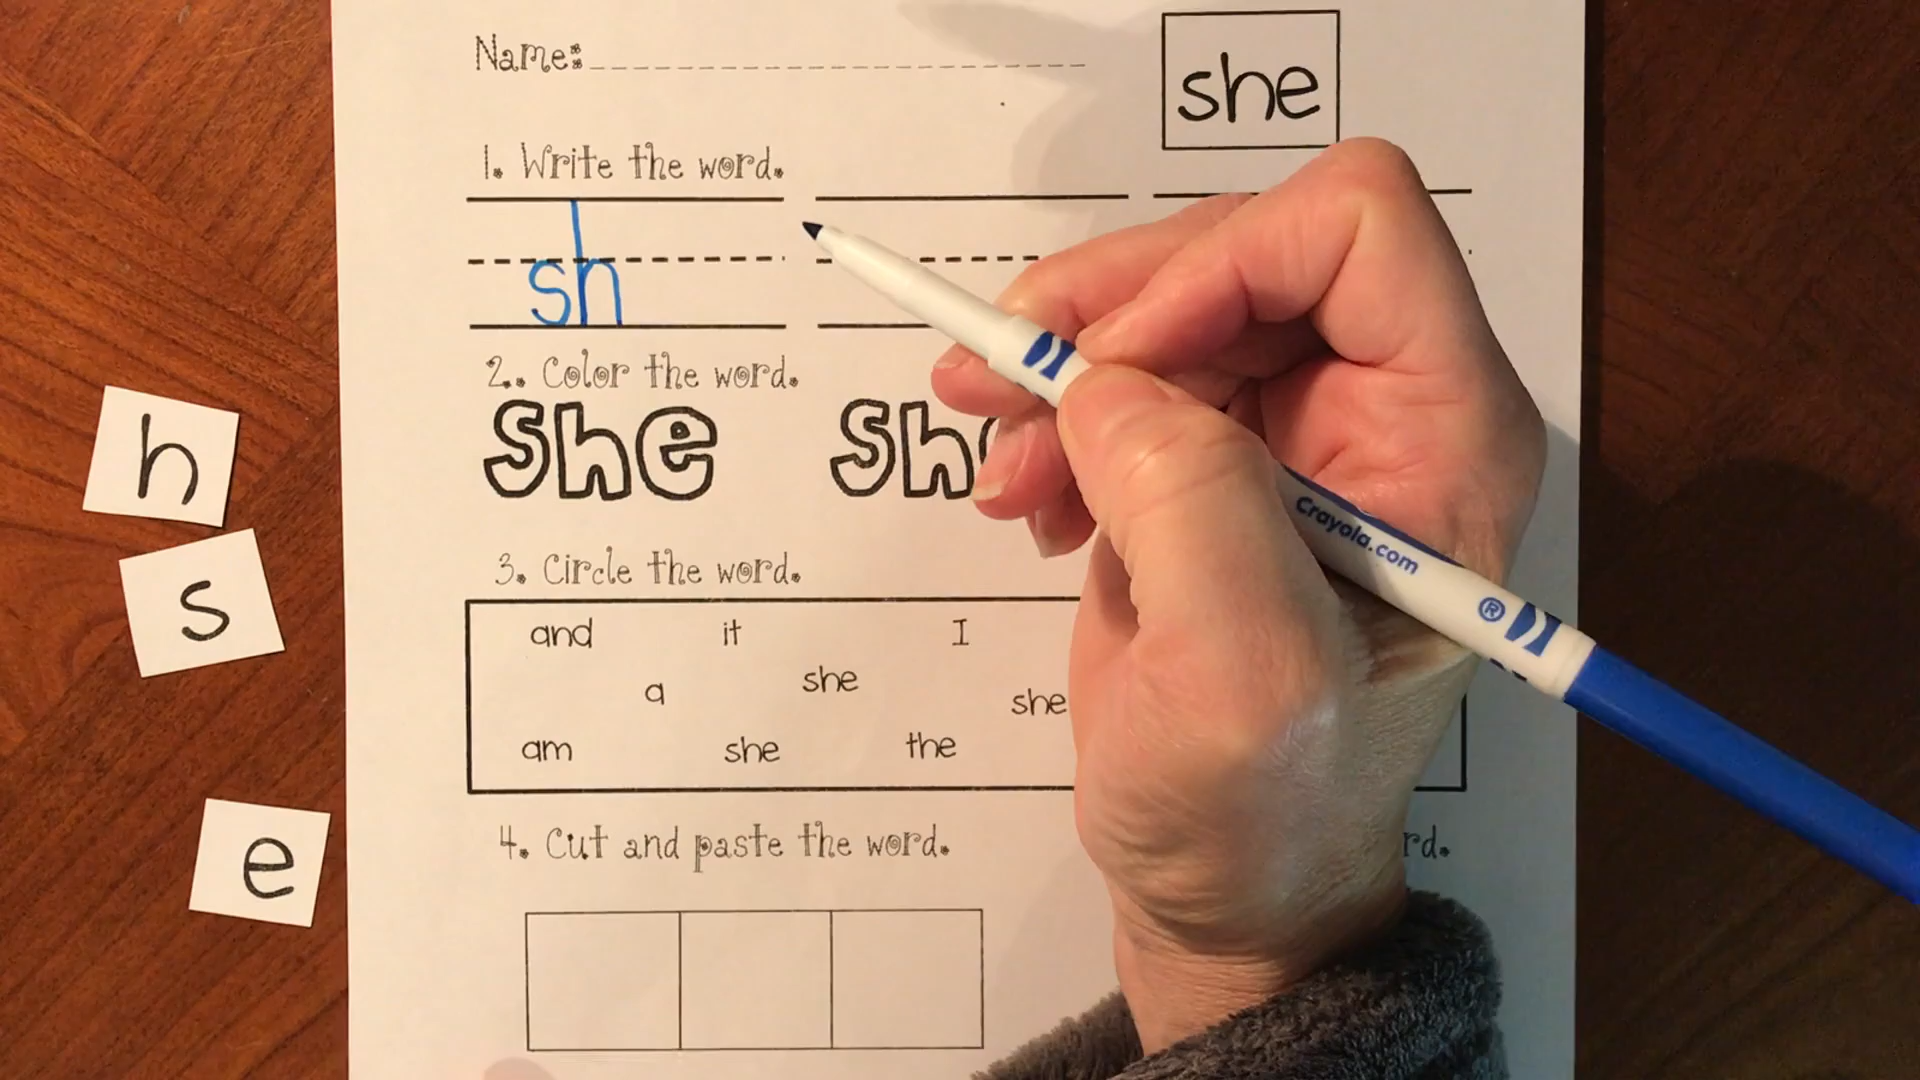 Name:
she
1. Write the word.
sh
2. Color the word.
she she
3. Circle the word.
and it I
a she she
am she the
4. Cut and paste the word.
h
s
e
Crayola.com ®